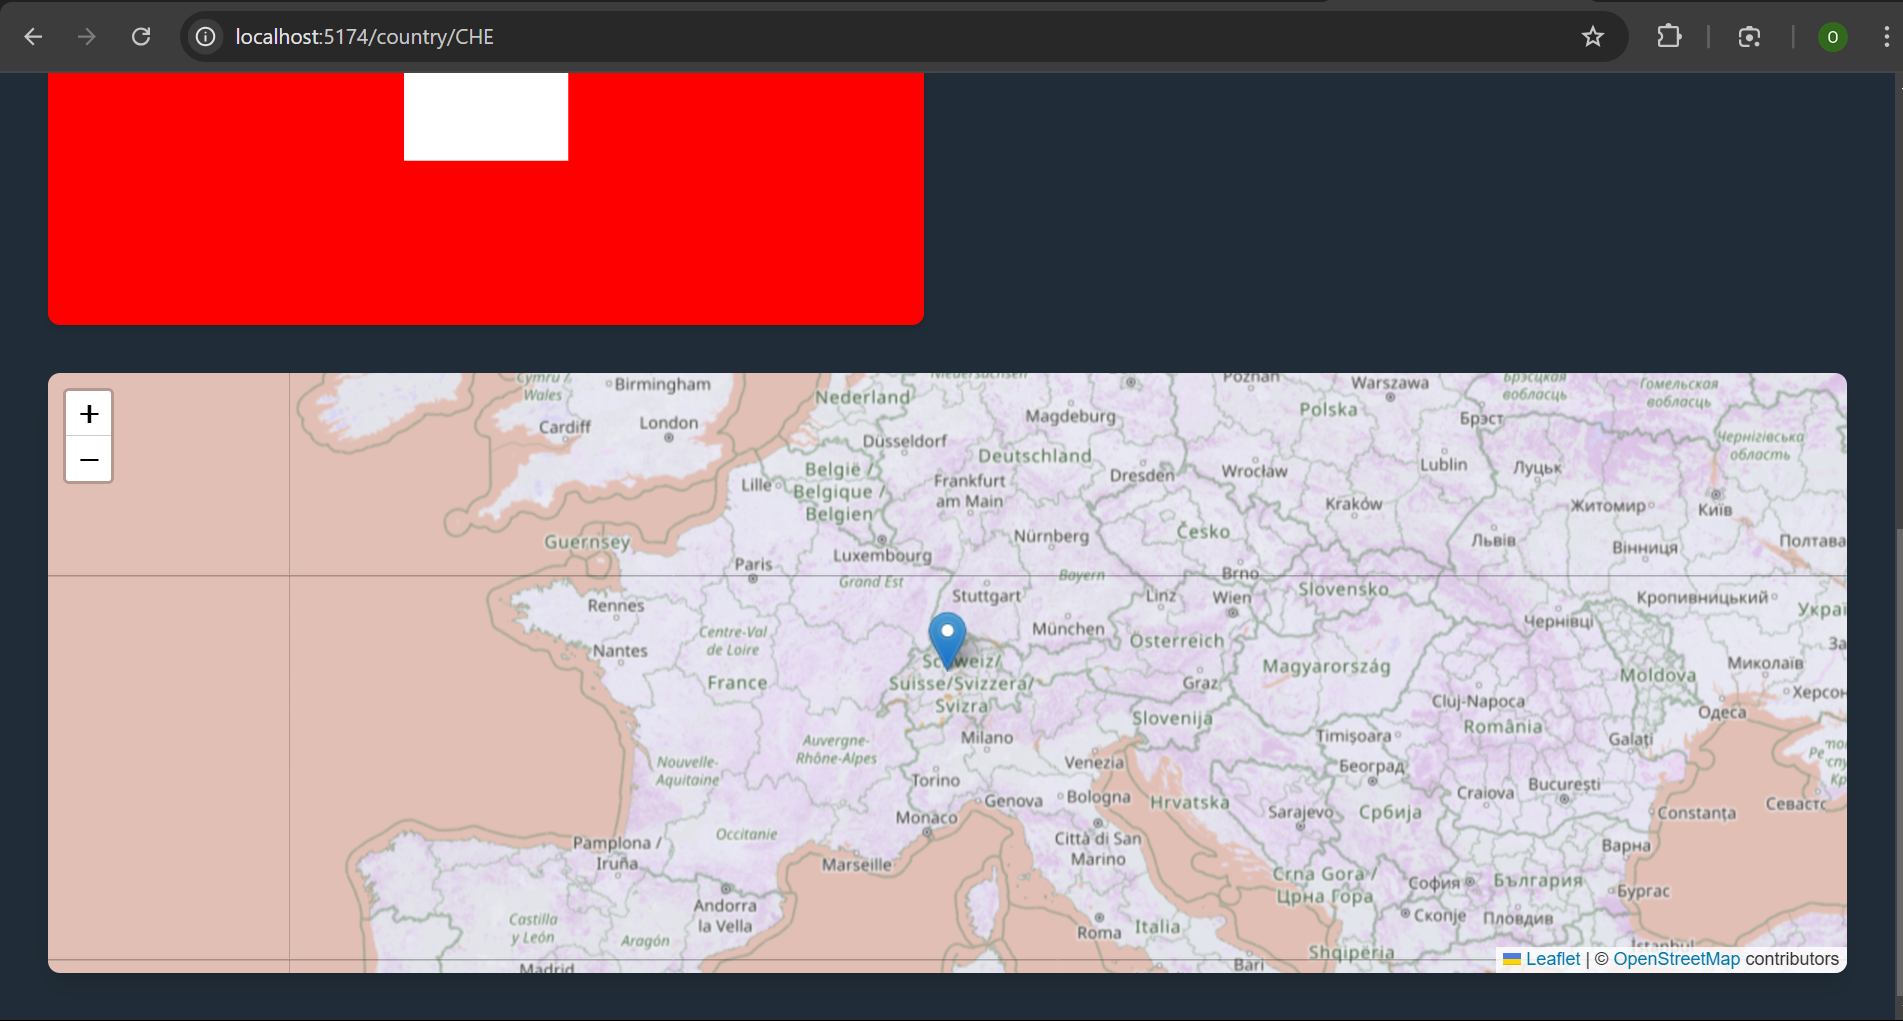 localhost:5174/country/CHE
O
+
−
Cymru /
Wales
Birmingham
Nederland
Niedersachsen
Poznań
Warszawa
Брэсцкая
вобласць
Гомельская
вобласць
Cardiff
London
Magdeburg
Polska
Брэст
Düsseldorf
Чернігівська
область
België /
Belgique /
Belgien
Deutschland
Lille
Frankfurt
am Main
Dresden
Wrocław
Lublin
Луцьк
Kraków
Житомир
Київ
Guernsey
Luxembourg
Nürnberg
Česko
Львів
Вінниця
Полтава
Paris
Grand Est
Bayern
Brno
Rennes
Stuttgart
Linz
Wien
Slovensko
Кропивницький
Украї
Centre-Val
de Loire
München
Österreich
Чернівці
За
Nantes
Schweiz/
Suisse/Svizzera/
Svizra
Magyarország
Миколаїв
France
Graz
Moldova
Cluj-Napoca
Херсон
Slovenija
România
Одеса
Milano
Timișoara
Galați
Auvergne-
Rhône-Alpes
Nouvelle-
Aquitaine
Venezia
Београд
Torino
București
Genova
Bologna
Hrvatska
Craiova
Севасто
Monaco
Sarajevo
Србија
Constanța
Occitanie
Città di San
Marino
Pamplona /
Iruña
Marseille
Варна
Crna Gora /
Црна Гора
София
България
Бургас
Andorra
la Vella
Castilla
y León
Roma
Italia
Скопје
Пловдив
Aragón
Shqipëria
İstanbul
Madrid
Bari
Leaflet | © OpenStreetMap contributors